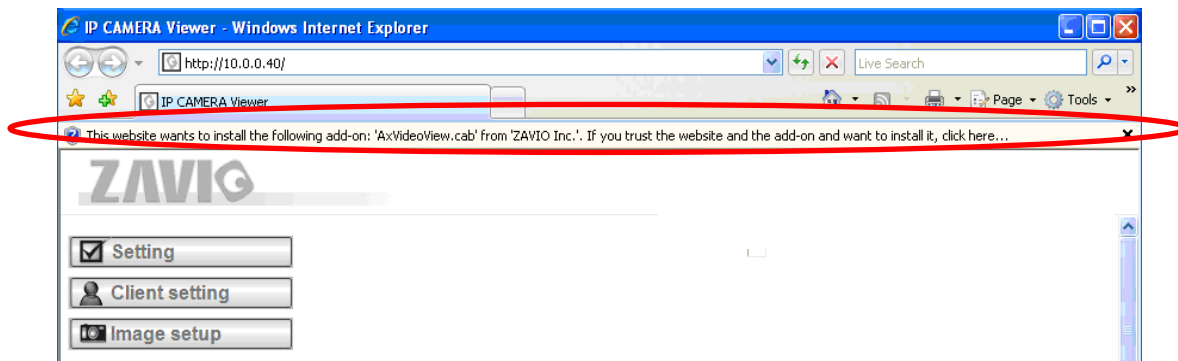 IP CAMERA Viewer - Windows Internet Explorer
http://10.0.0.40/
Live Search
IP CAMERA Viewer
Page
Tools
»
This website wants to install the following add-on: 'AxVideoView.cab' from 'ZAVIO Inc.'. If you trust the website and the add-on and want to install it, click here...
ZAVIO
Setting
Client setting
Image setup